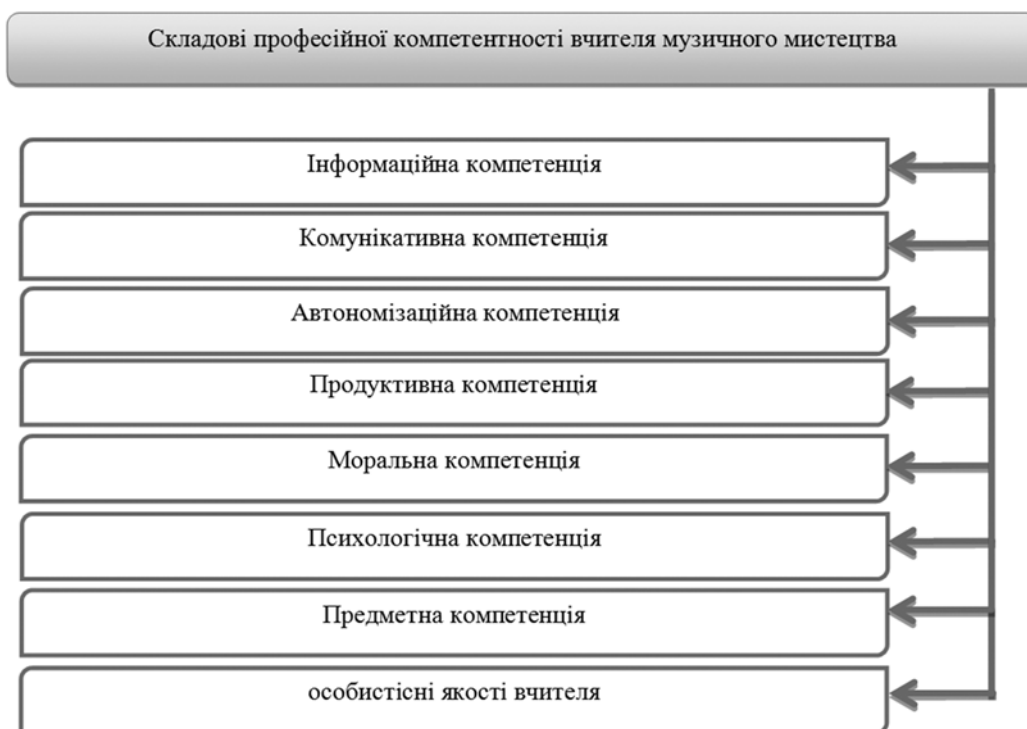 Складові професійної компетентності вчителя музичного мистецтва
Інформаційна компетенція
Комунікативна компетенція
Автономізаційна компетенція
Продуктивна компетенція
Моральна компетенція
Психологічна компетенція
Предметна компетенція
особистісні якості вчителя